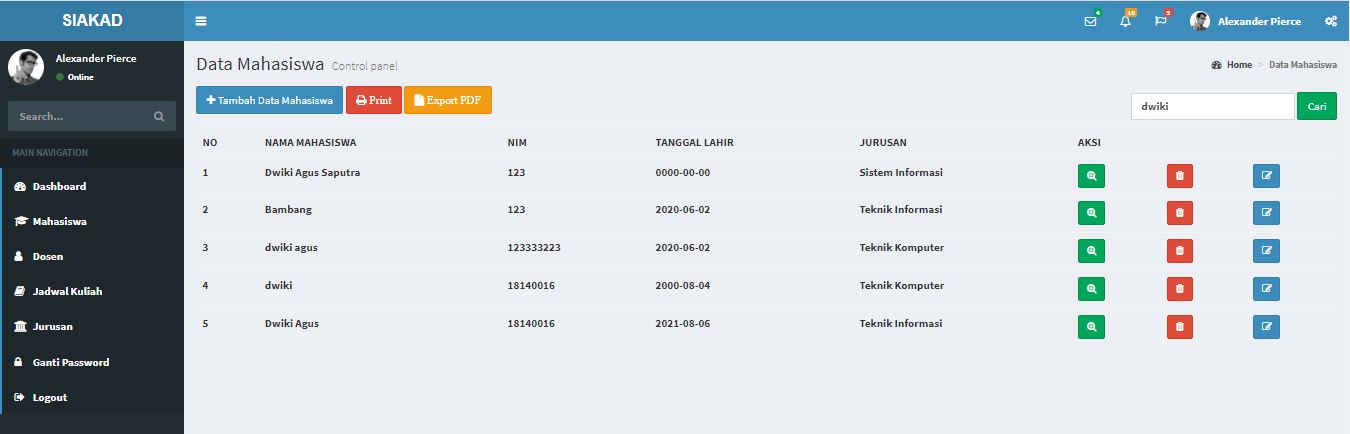 SIAKAD
4
10
9
Alexander Pierce
Alexander Pierce
Online
Search...
MAIN NAVIGATION
Dashboard
Mahasiswa
Dosen
Jadwal Kuliah
Jurusan
Ganti Password
Logout
Data Mahasiswa Control panel
Home > Data Mahasiswa
Tambah Data Mahasiswa Print Export PDF
dwiki Cari
NO NAMA MAHASISWA NIM TANGGAL LAHIR JURUSAN AKSI
1 Dwiki Agus Saputra 123 0000-00-00 Sistem Informasi
2 Bambang 123 2020-06-02 Teknik Informasi
3 dwiki agus 123333223 2020-06-02 Teknik Komputer
4 dwiki 18140016 2000-08-04 Teknik Komputer
5 Dwiki Agus 18140016 2021-08-06 Teknik Informasi